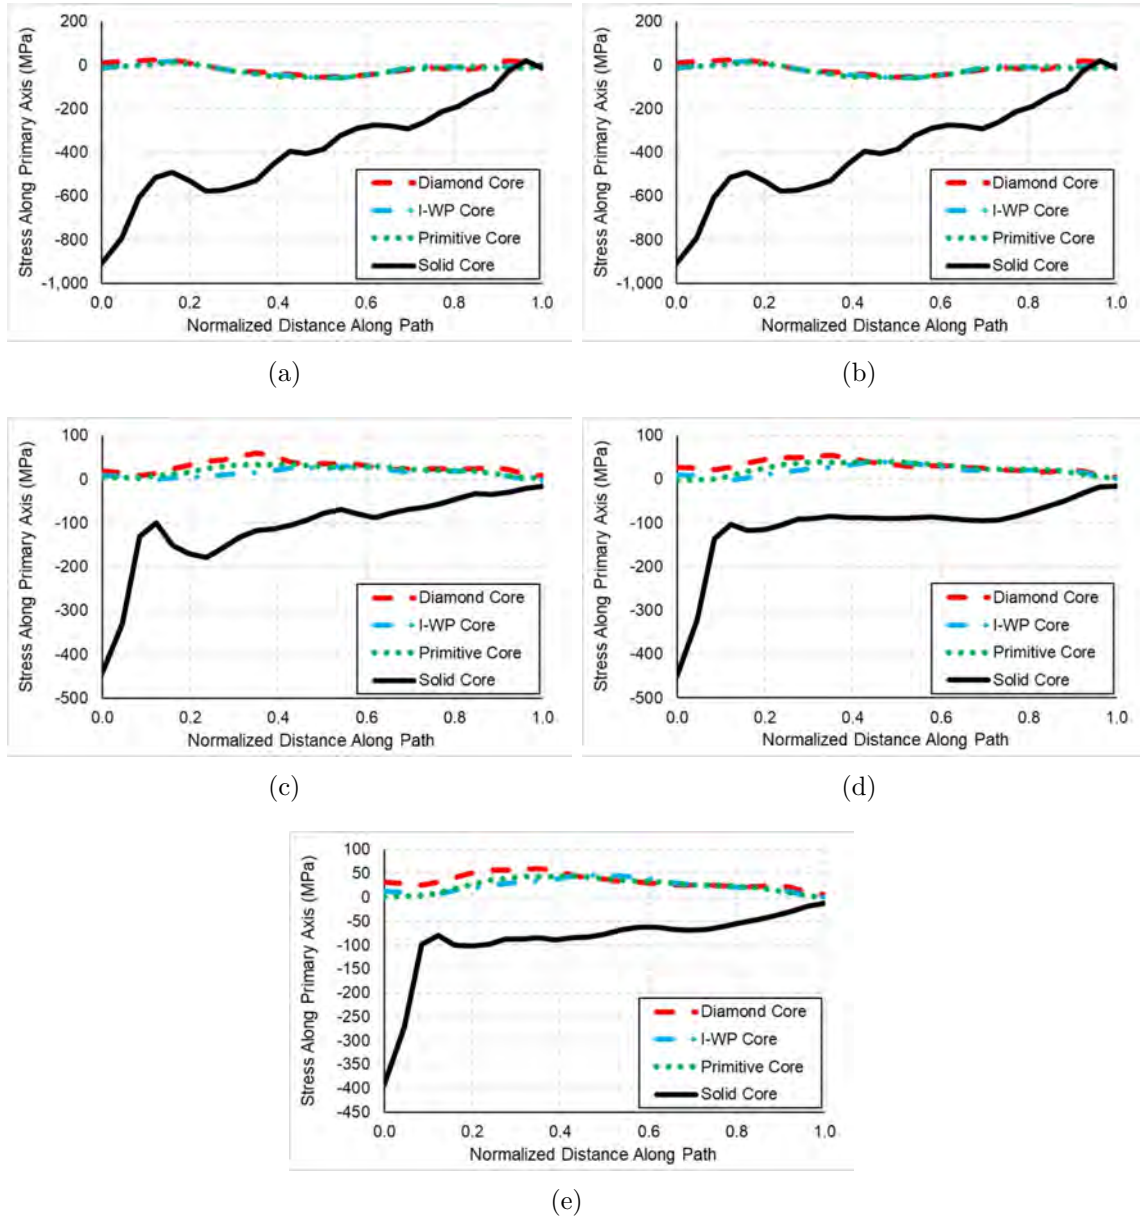 200
0
-200
-400
-600
-800
-1,000
Stress Along Primary Axis (MPa)
Diamond Core
I-WP Core
Primitive Core
Solid Core
0.0 0.2 0.4 0.6 0.8 1.0
Normalized Distance Along Path
(a)
200
0
-200
-400
-600
-800
-1,000
Stress Along Primary Axis (MPa)
Diamond Core
I-WP Core
Primitive Core
Solid Core
0.0 0.2 0.4 0.6 0.8 1.0
Normalized Distance Along Path
(b)
100
0
-100
-200
-300
-400
-500
Stress Along Primary Axis (MPa)
Diamond Core
I-WP Core
Primitive Core
Solid Core
0.0 0.2 0.4 0.6 0.8 1.0
Normalized Distance Along Path
(c)
100
0
-100
-200
-300
-400
-500
Stress Along Primary Axis (MPa)
Diamond Core
I-WP Core
Primitive Core
Solid Core
0.0 0.2 0.4 0.6 0.8 1.0
Normalized Distance Along Path
(d)
100
50
0
-50
-100
-150
-200
-250
-300
-350
-400
-450
Stress Along Primary Axis (MPa)
Diamond Core
I-WP Core
Primitive Core
Solid Core
0.0 0.2 0.4 0.6 0.8 1.0
Normalized Distance Along Path
(e)